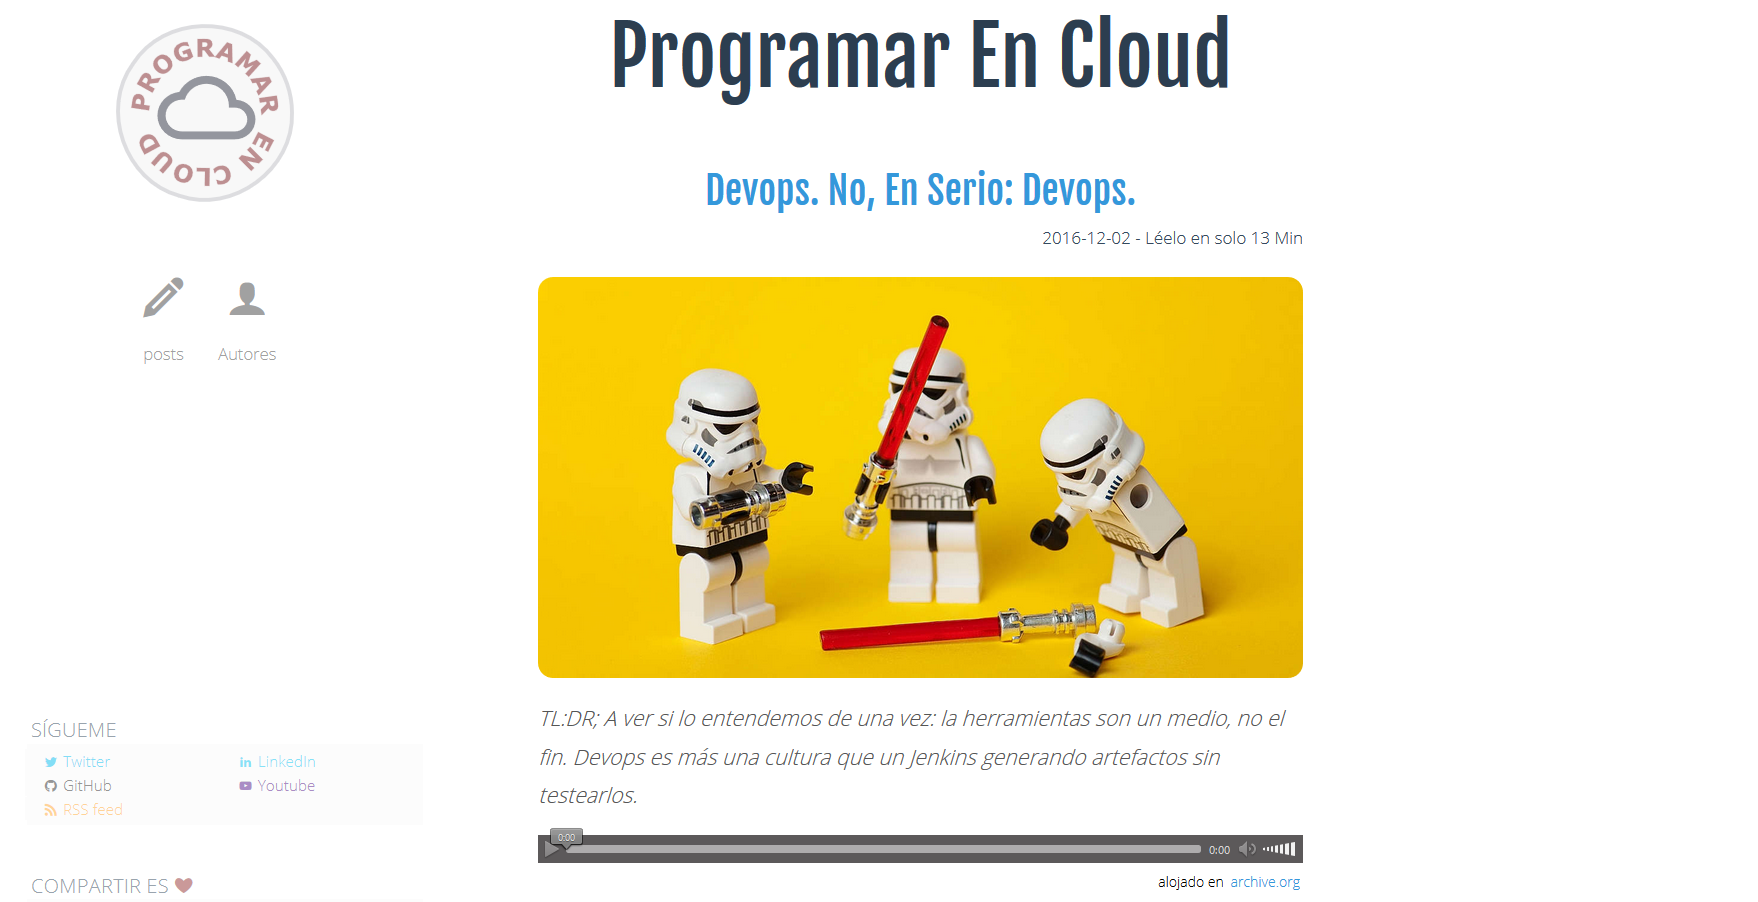 PROGRAMAR EN CLOUD
posts
Autores
SÍGUEME
Twitter
LinkedIn
GitHub
Youtube
RSS feed
COMPARTIR ES
Programar En Cloud
Devops. No, En Serio: Devops.
2016-12-02 - Léelo en solo 13 Min
TL:DR; A ver si lo entendemos de una vez: la herramientas son un medio, no el
fin. Devops es más una cultura que un Jenkins generando artefactos sin
testearlos.
0:00
0:00
alojado en archive.org